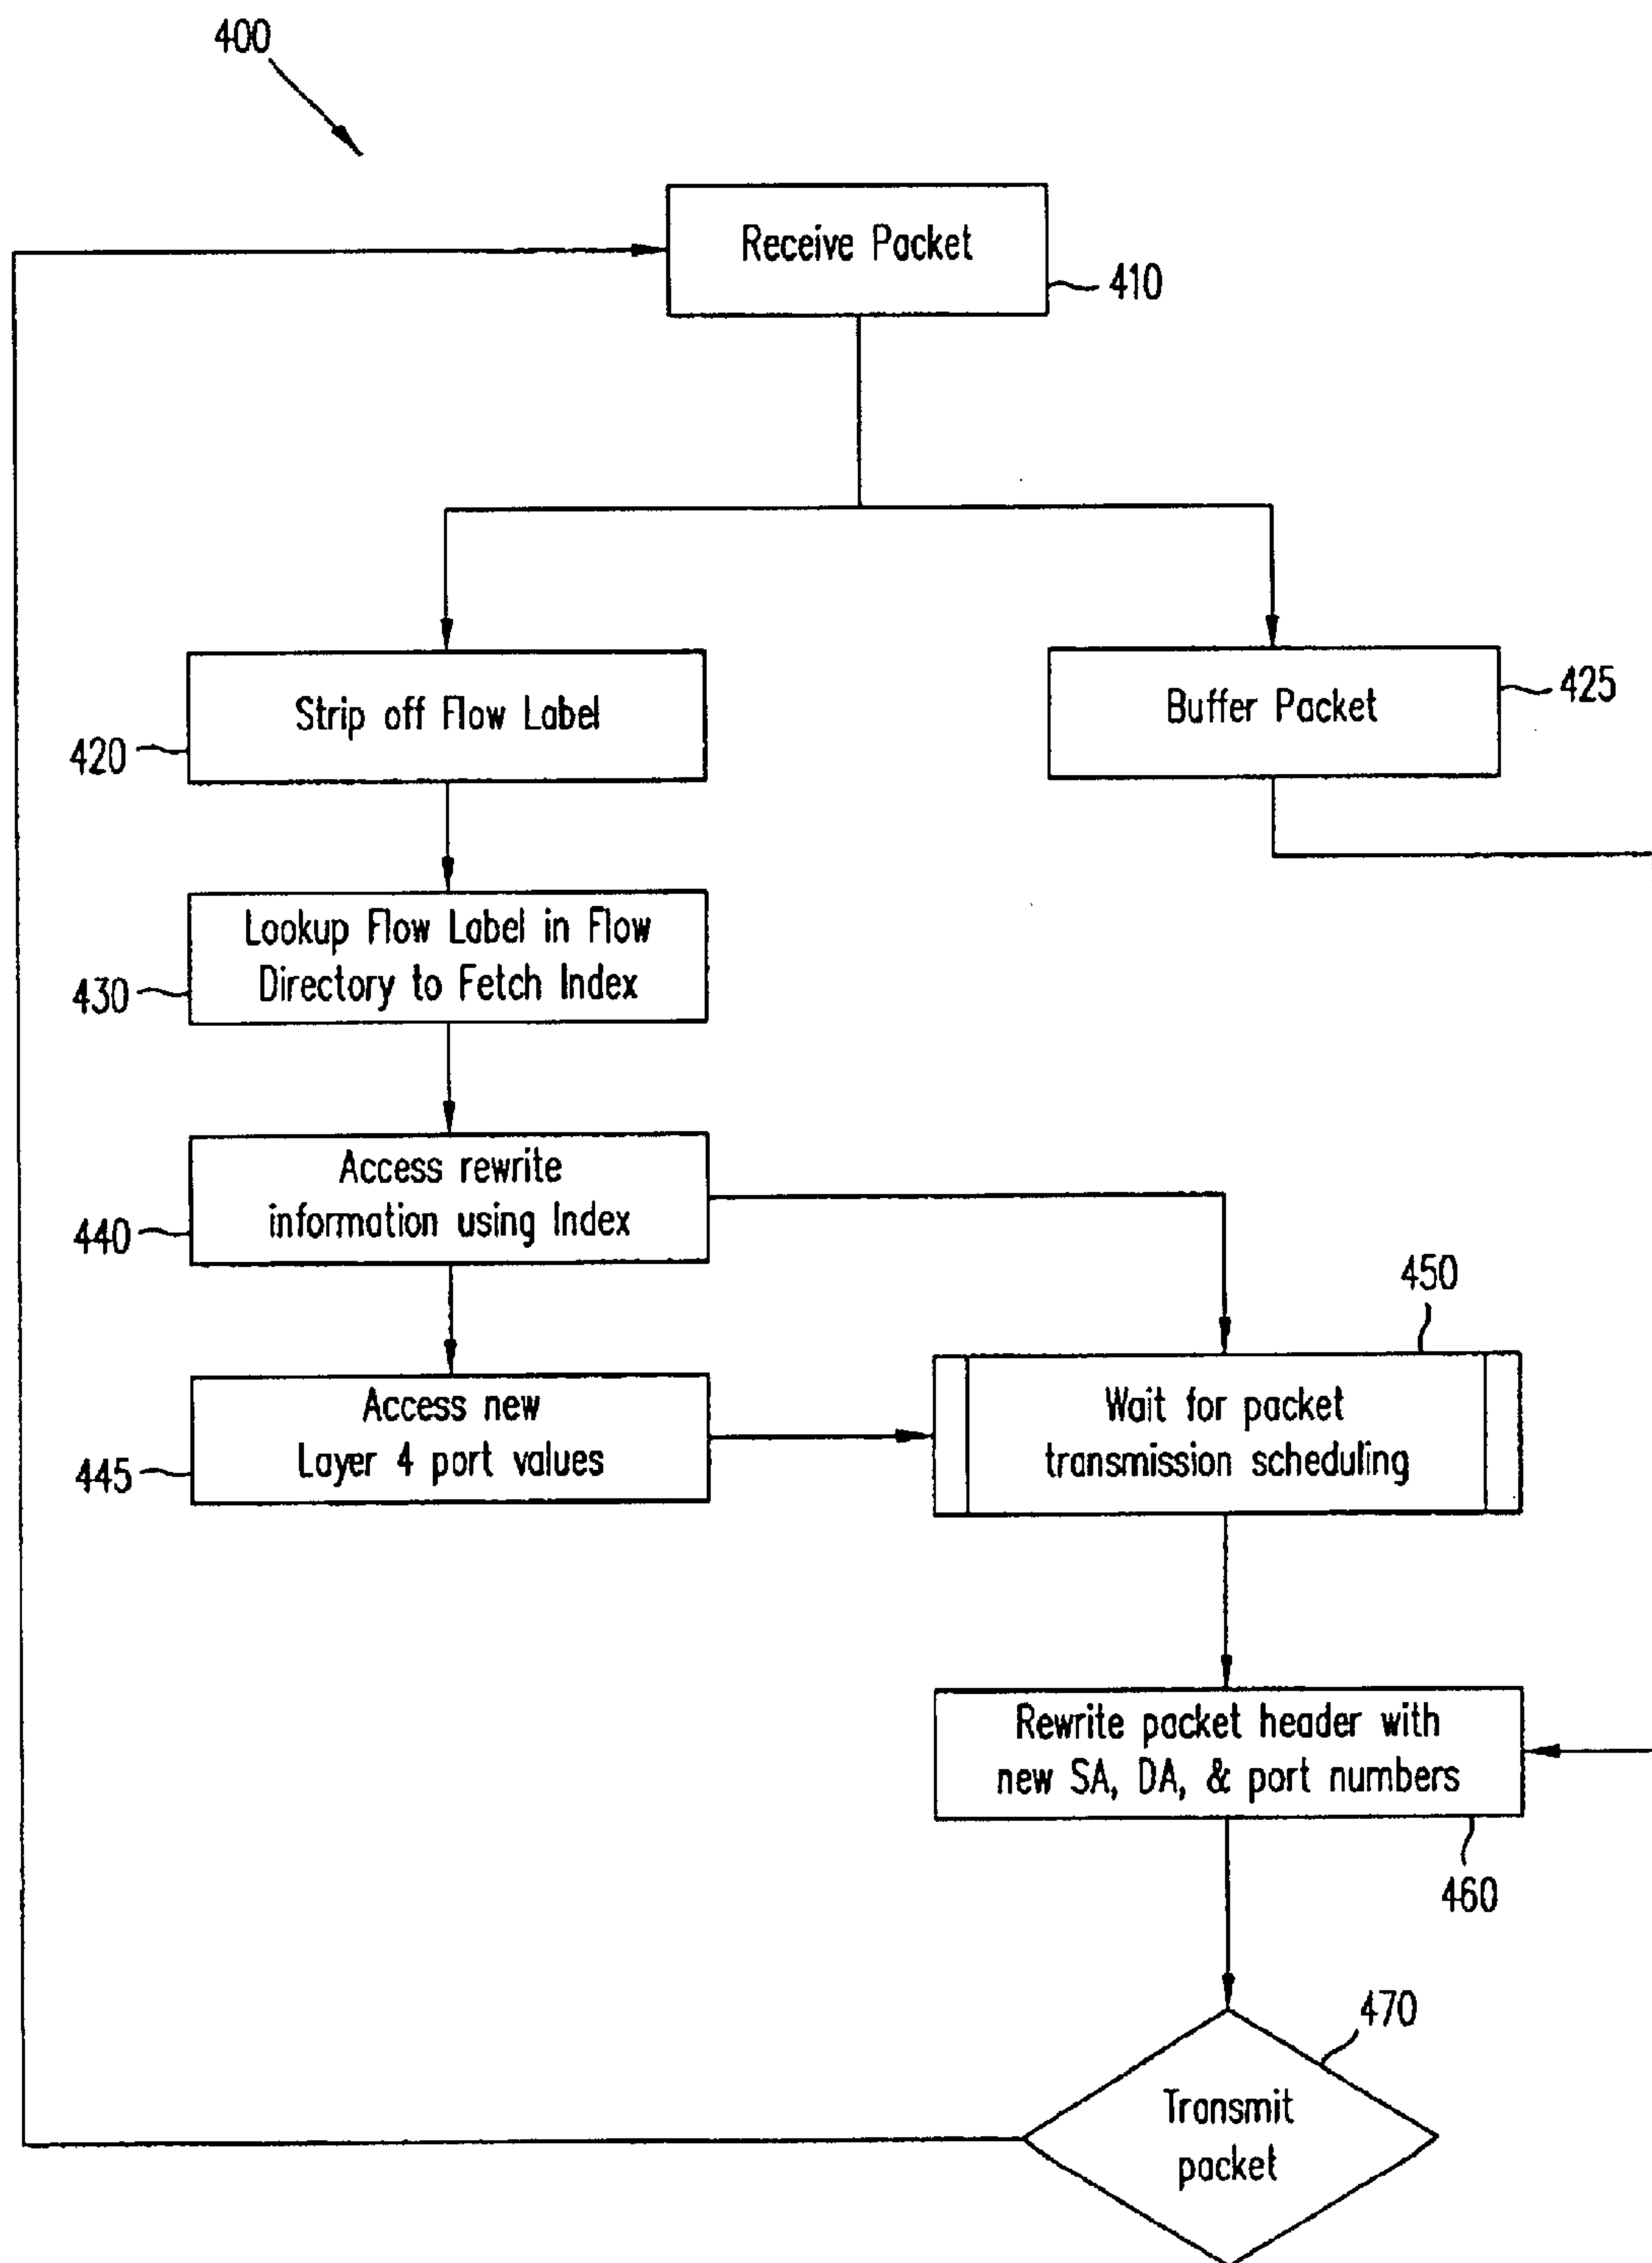 400
Receive Packet
410
Strip off Flow Label
420
Buffer Packet
425
Lookup Flow Label in Flow
Directory to Fetch Index
430
Access rewrite
information using Index
440
450
Access new
Layer 4 port values
445
Wait for packet
transmission scheduling
Rewrite packet header with
new SA, DA, & port numbers
460
470
Transmit
packet